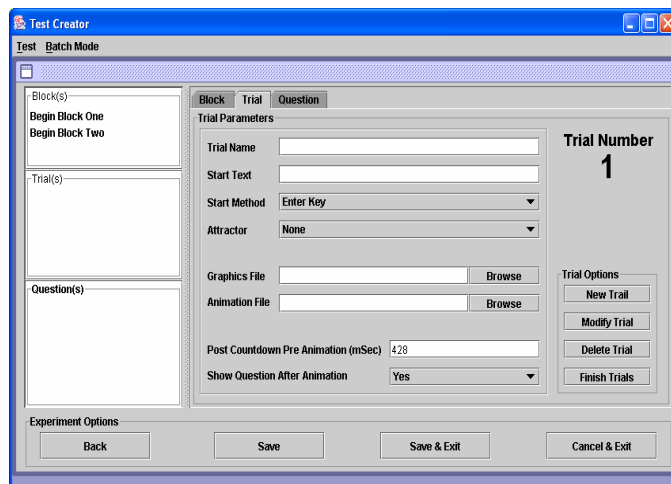 Test Creator
Test Batch Mode
Block(s)
Begin Block One
Begin Block Two
Trial(s)
Question(s)
Block Trial Question
Trial Parameters
Trial Name
Start Text
Start Method Enter Key
Attractor None
Graphics File Browse
Animation File Browse
Post Countdown Pre Animation (mSec) 428
Show Question After Animation Yes
Trial Number
1
Trial Options
New Trail
Modify Trial
Delete Trial
Finish Trials
Experiment Options
Back Save Save & Exit Cancel & Exit